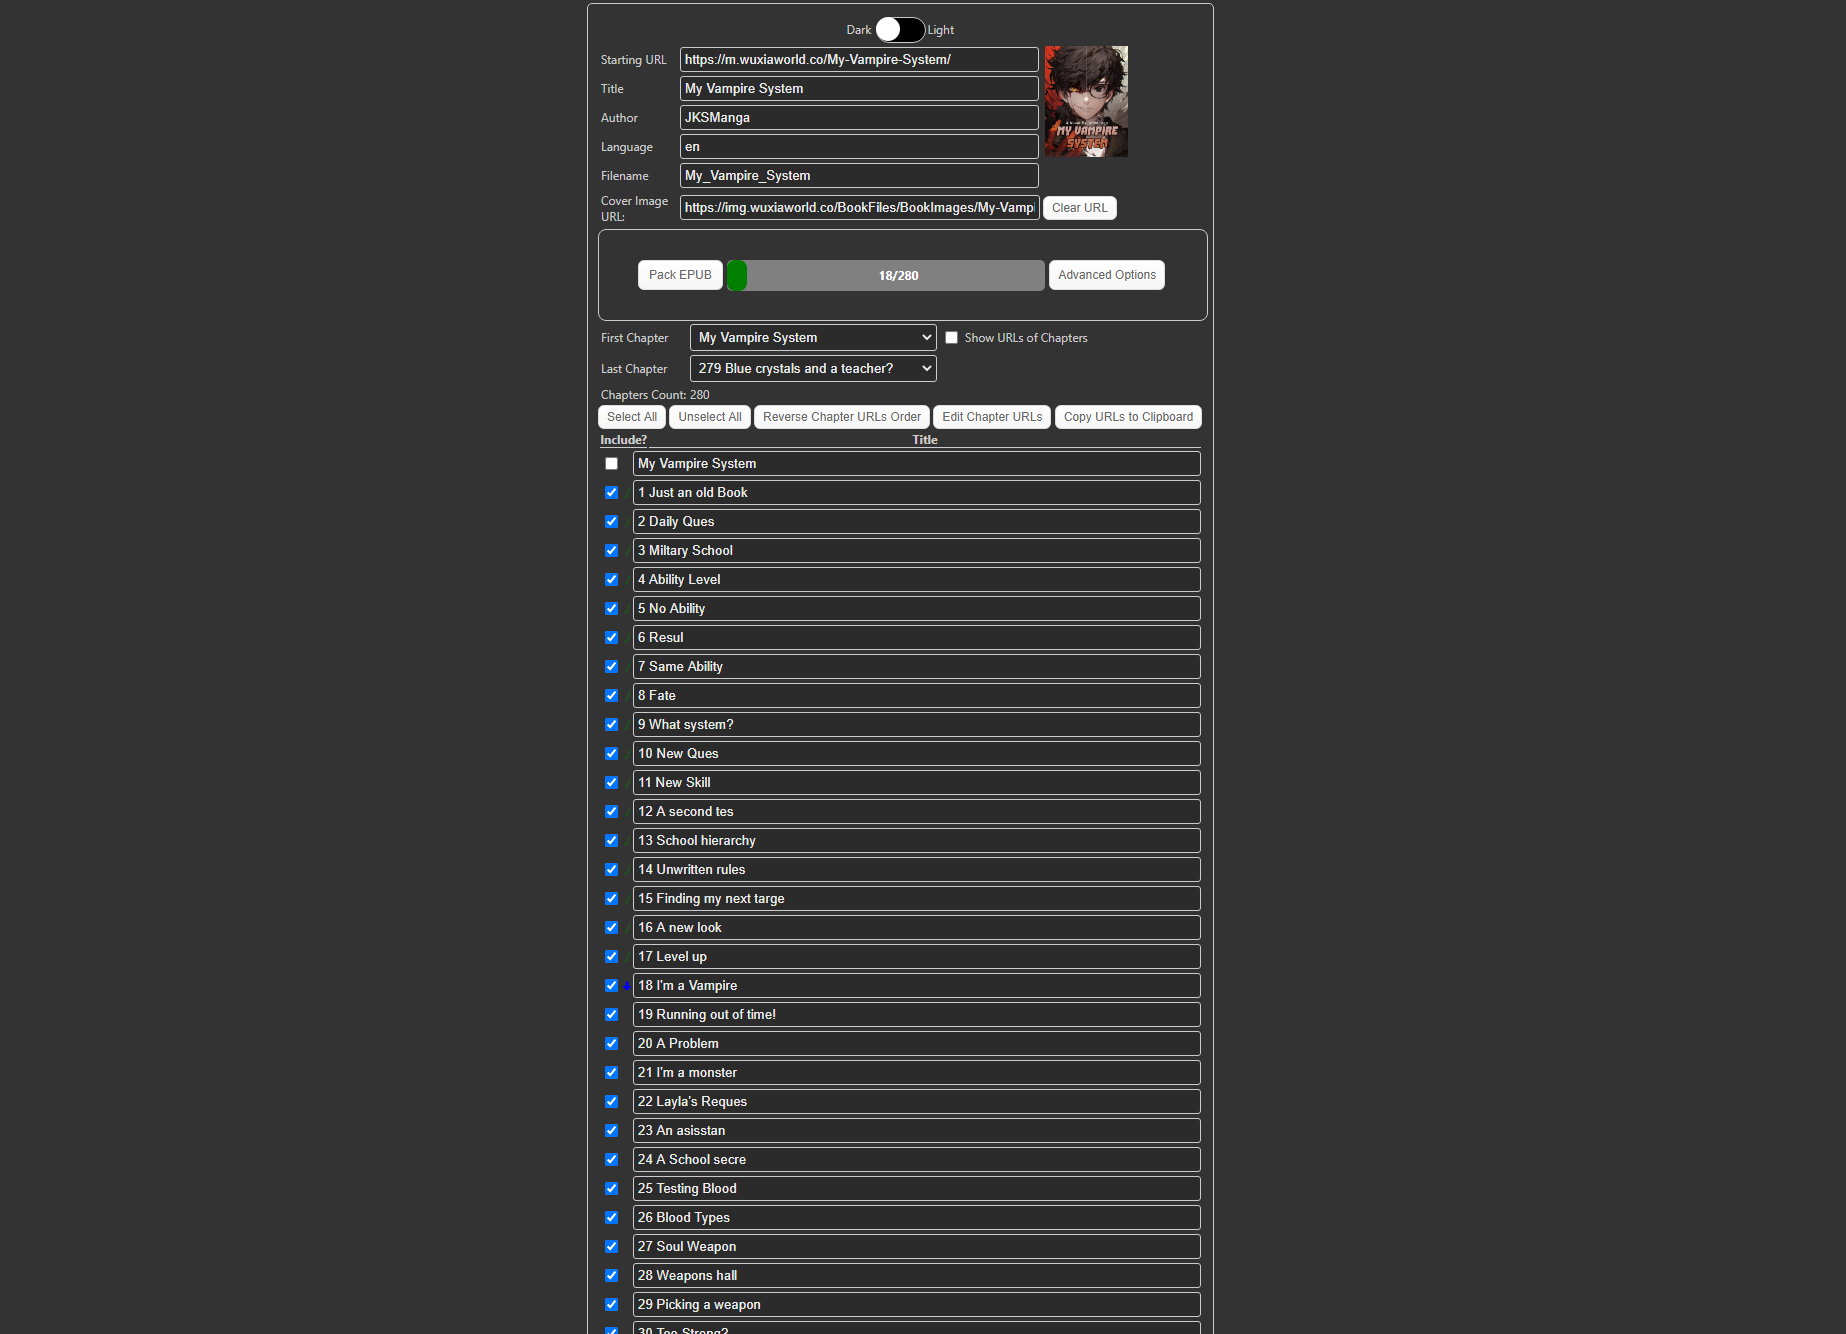 Dark Light
Starting URL https://m.wuxiaworld.co/My-Vampire-System/
Title My Vampire System
Author JKSManga
Language en
Filename My_Vampire_System
Cover Image URL: https://img.wuxiaworld.co/BookFiles/BookImages/My-Vampi Clear URL
MY VAMPIRE
SYSTEM
Pack EPUB 18/280 Advanced Options
First Chapter My Vampire System Show URLs of Chapters
Last Chapter 279 Blue crystals and a teacher?
Chapters Count: 280
Select All Unselect All Reverse Chapter URLs Order Edit Chapter URLs Copy URLs to Clipboard
Include? Title
My Vampire System
1 Just an old Book
2 Daily Ques
3 Miltary School
4 Ability Level
5 No Ability
6 Resul
7 Same Ability
8 Fate
9 What system?
10 New Ques
11 New Skill
12 A second tes
13 School hierarchy
14 Unwritten rules
15 Finding my next targe
16 A new look
17 Level up
18 I'm a Vampire
19 Running out of time!
20 A Problem
21 I'm a monster
22 Layla's Reques
23 An asisstan
24 A School secre
25 Testing Blood
26 Blood Types
27 Soul Weapon
28 Weapons hall
29 Picking a weapon
30 Too Strong?